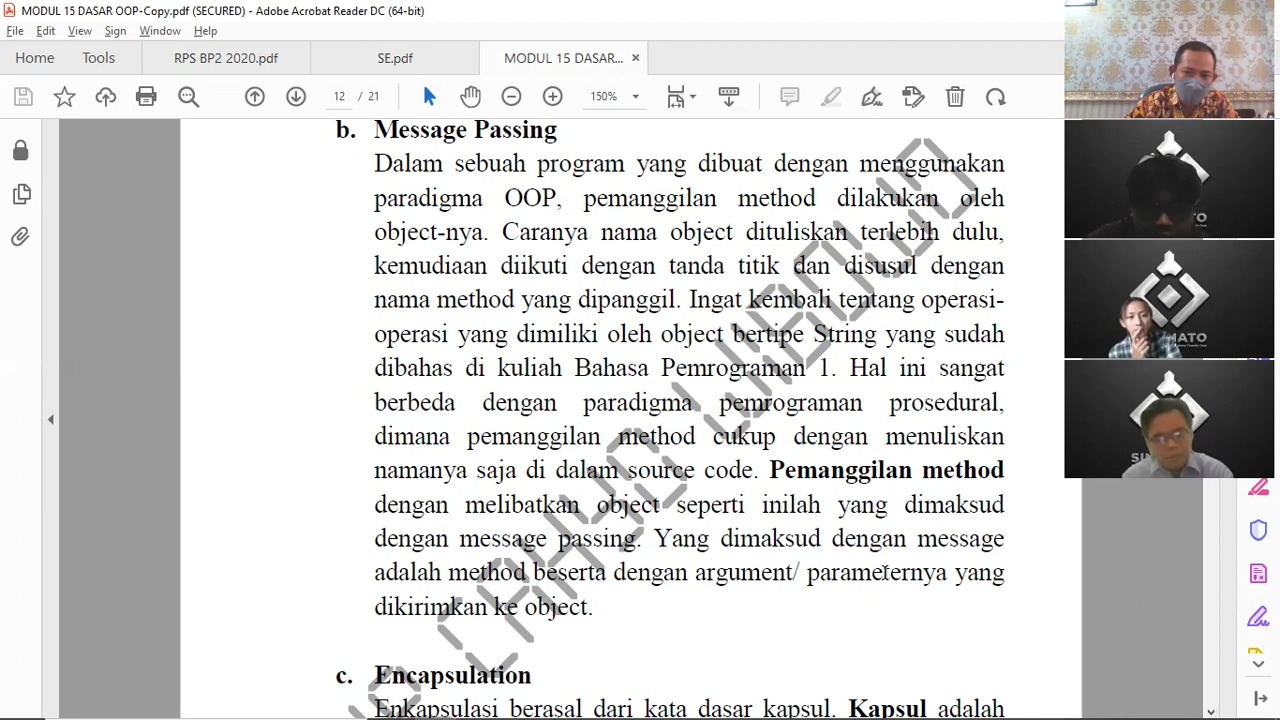 MODUL 15 DASAR OOP-Copy.pdf (SECURED) - Adobe Acrobat Reader DC (64-bit)
File Edit View Sign Window Help
Home Tools RPS BP2 2020.pdf SE.pdf MODUL 15 DASAR... ×
12 / 21 150%
b. Message Passing
Dalam sebuah program yang dibuat dengan menggunakan
paradigma OOP, pemanggilan method dilakukan oleh
object-nya. Caranya nama object dituliskan terlebih dulu,
kemudiaan diikuti dengan tanda titik dan disusul dengan
nama method yang dipanggil. Ingat kembali tentang operasi-
operasi yang dimiliki oleh object bertipe String yang sudah
dibahas di kuliah Bahasa Pemrograman 1. Hal ini sangat
berbeda dengan paradigma pemrograman prosedural,
dimana pemanggilan method cukup dengan menuliskan
namanya saja di dalam source code. Pemanggilan method
dengan melibatkan object seperti inilah yang dimaksud
dengan message passing. Yang dimaksud dengan message
adalah method beserta dengan argument/ parameternya yang
dikirimkan ke object.
c. Encapsulation
Enkapsulasi berasal dari kata dasar kapsul. Kapsul adalah
CAHYO WIBOWO